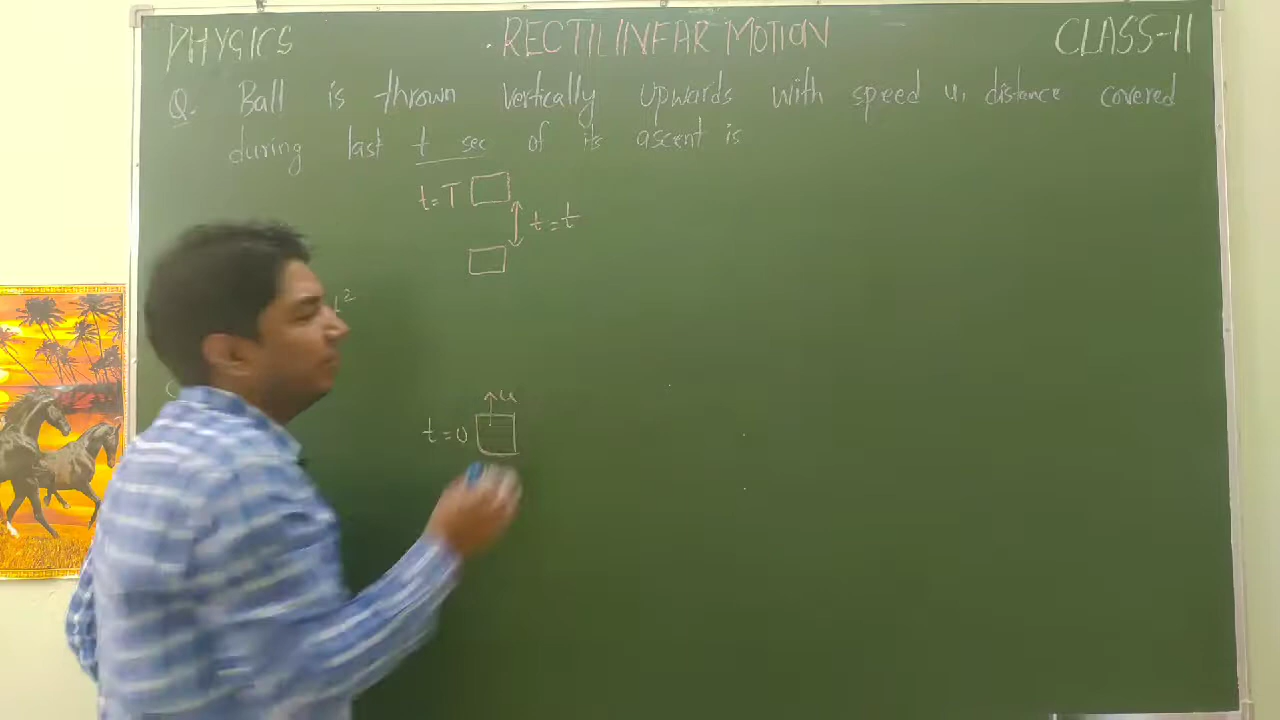 PHYSICS
RECTILINEAR MOTION
CLASS-11
Q. Ball is thrown vertically upwards with speed u, distance covered
during last t sec of its ascent is
t=T
t=t
t²
u
t=0